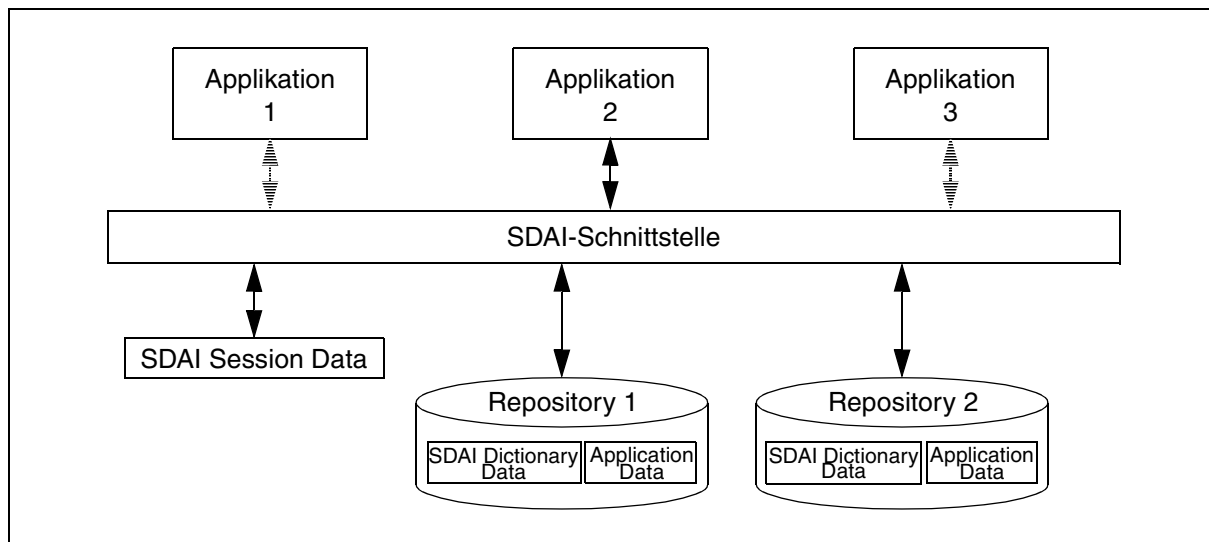 Applikation
1
Applikation
2
Applikation
3
SDAI-Schnittstelle
SDAI Session Data
Repository 1
SDAI Dictionary
Data
Application
Data
Repository 2
SDAI Dictionary
Data
Application
Data